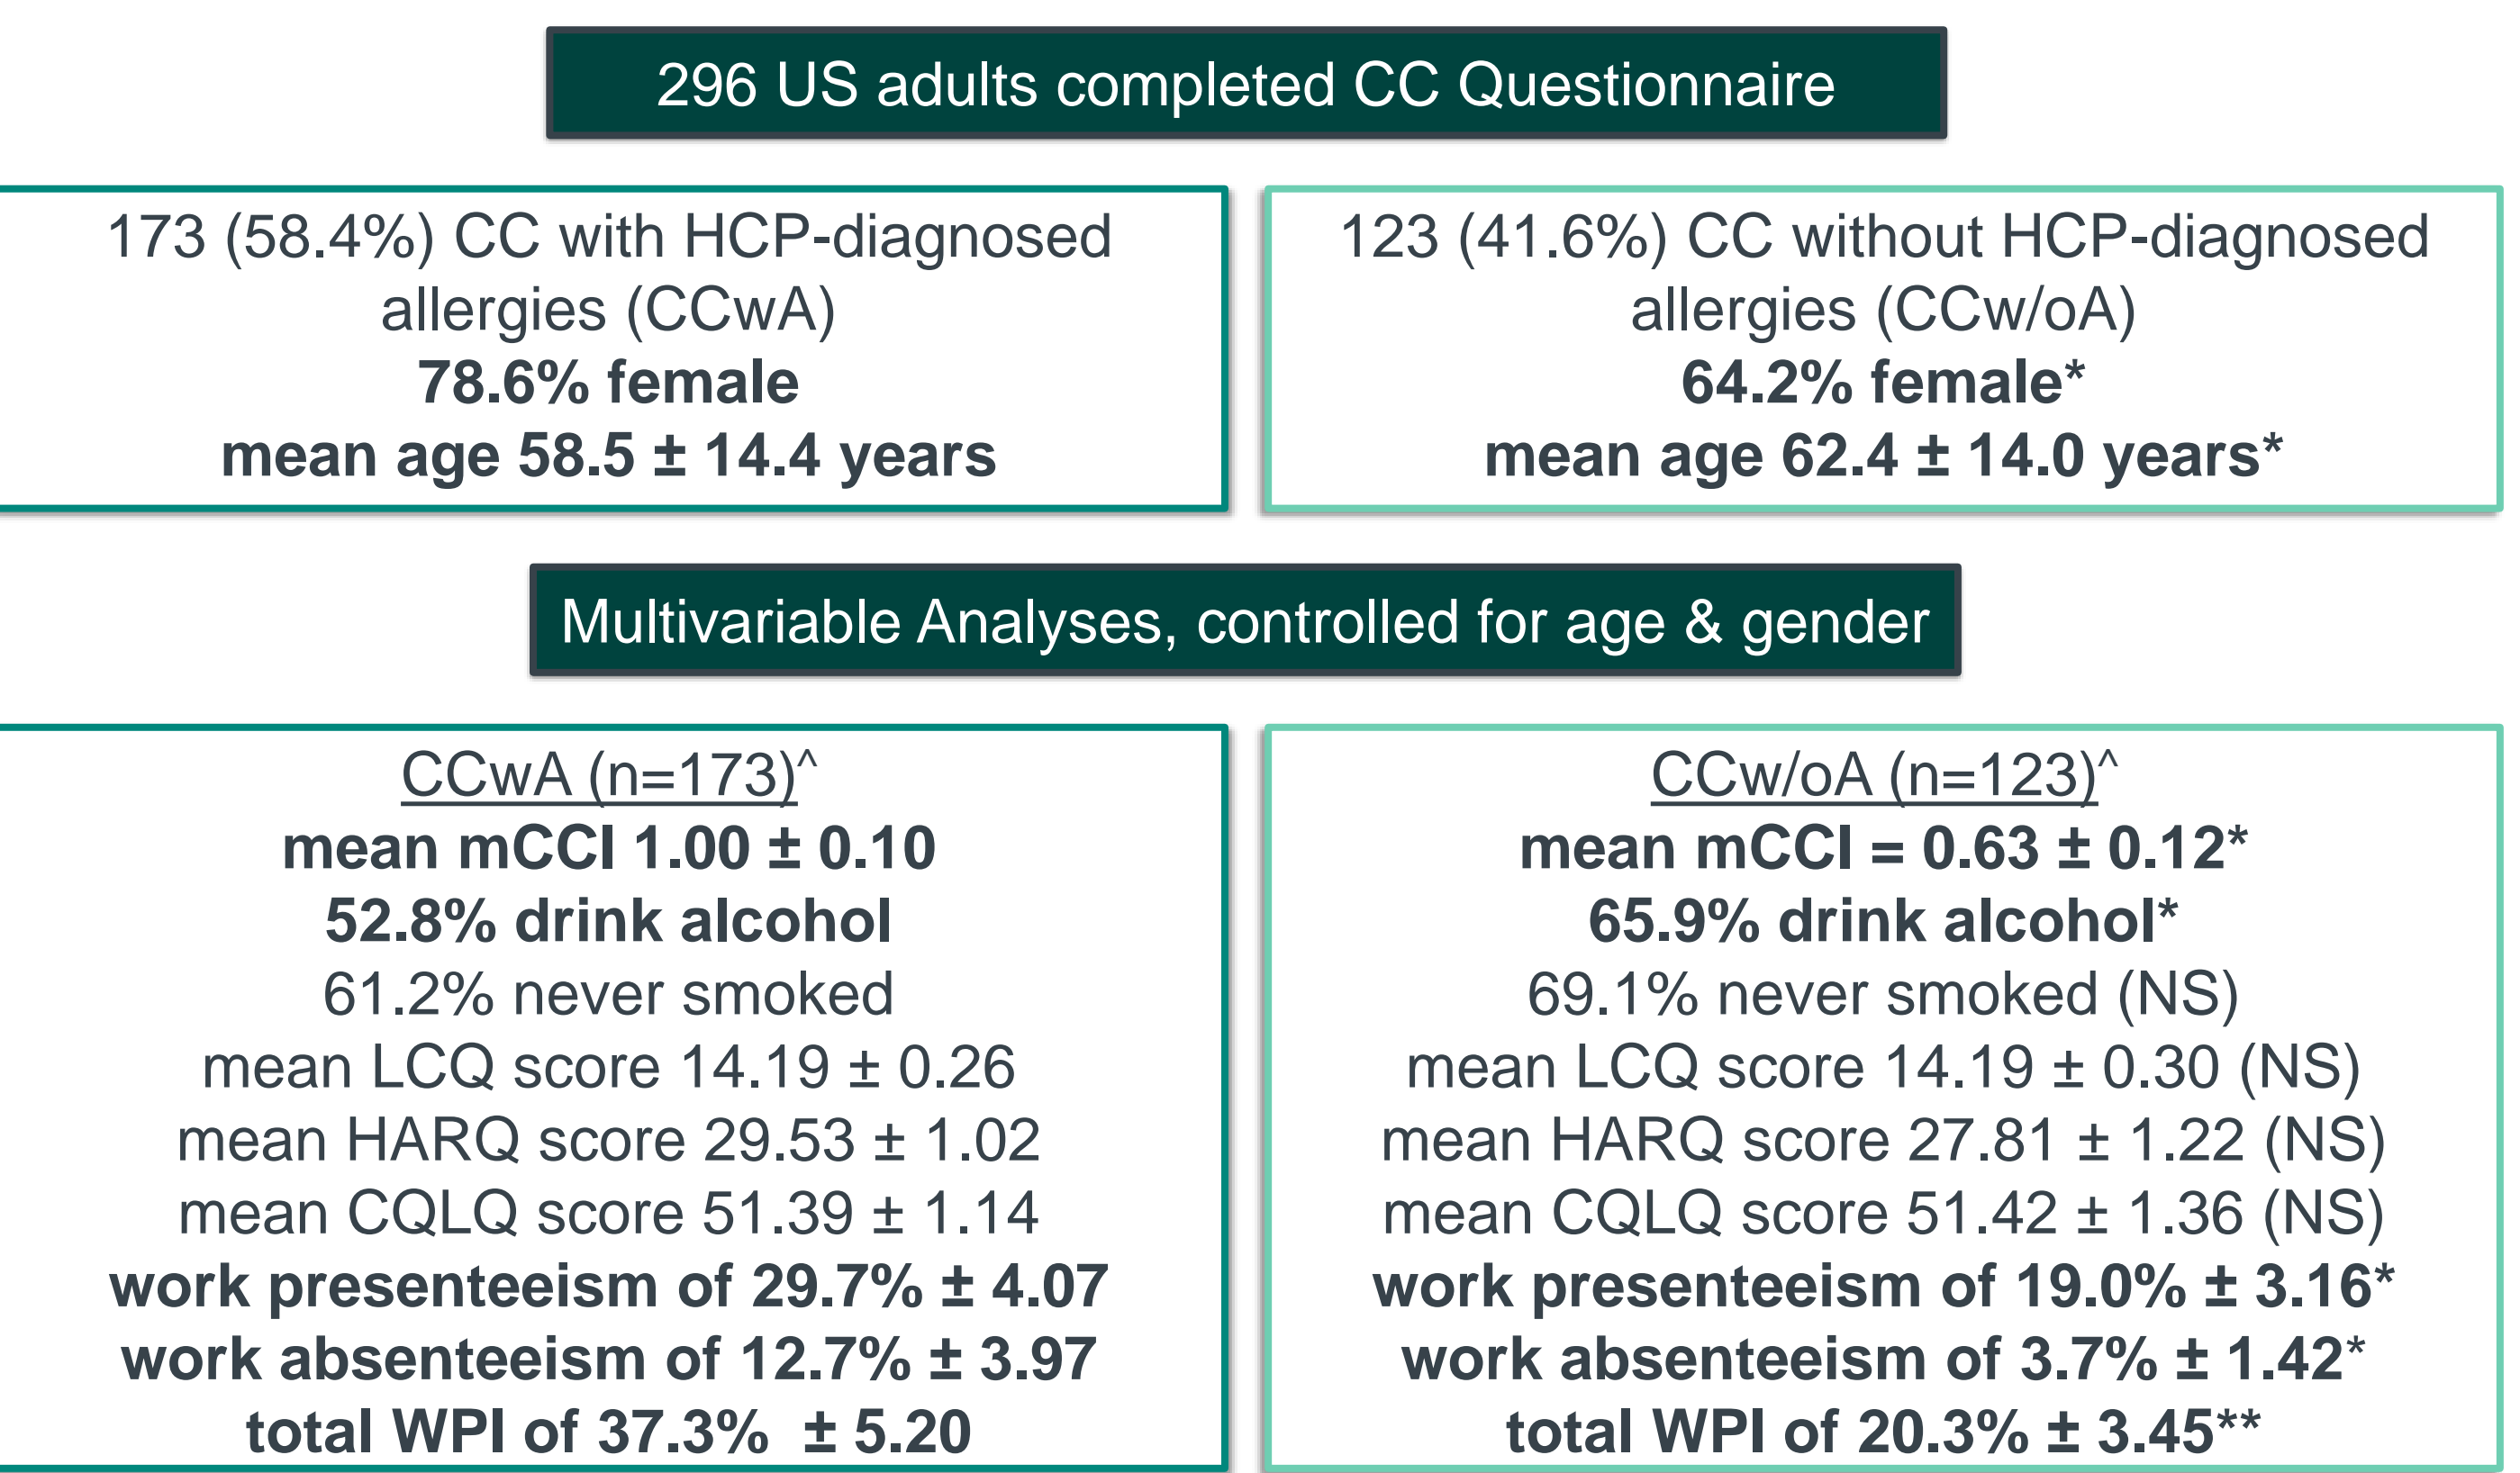 296 US adults completed CC Questionnaire
173 (58.4%) CC with HCP-diagnosed
allergies (CCwA)
78.6% female
mean age 58.5 ± 14.4 years
123 (41.6%) CC without HCP-diagnosed
allergies (CCw/oA)
64.2% female*
mean age 62.4 ± 14.0 years*
Multivariable Analyses, controlled for age & gender
CCwA (n=173)^
mean mCCI 1.00 ± 0.10
52.8% drink alcohol
61.2% never smoked
mean LCQ score 14.19 ± 0.26
mean HARQ score 29.53 ± 1.02
mean CQLQ score 51.39 ± 1.14
work presenteeism of 29.7% ± 4.07
work absenteeism of 12.7% ± 3.97
total WPI of 37.3% ± 5.20
CCw/oA (n=123)^
mean mCCI = 0.63 ± 0.12*
65.9% drink alcohol*
69.1% never smoked (NS)
mean LCQ score 14.19 ± 0.30 (NS)
mean HARQ score 27.81 ± 1.22 (NS)
mean CQLQ score 51.42 ± 1.36 (NS)
work presenteeism of 19.0% ± 3.16*
work absenteeism of 3.7% ± 1.42*
total WPI of 20.3% ± 3.45**